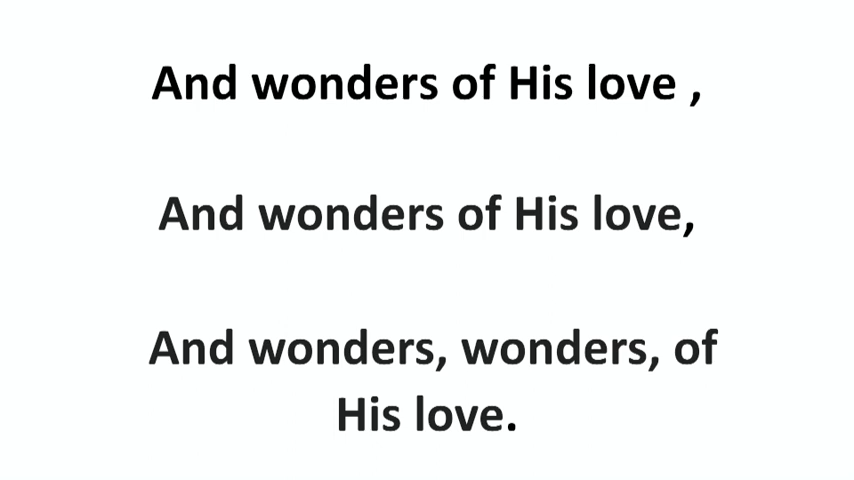 And wonders of His love ,
And wonders of His love,
And wonders, wonders, of
His love.